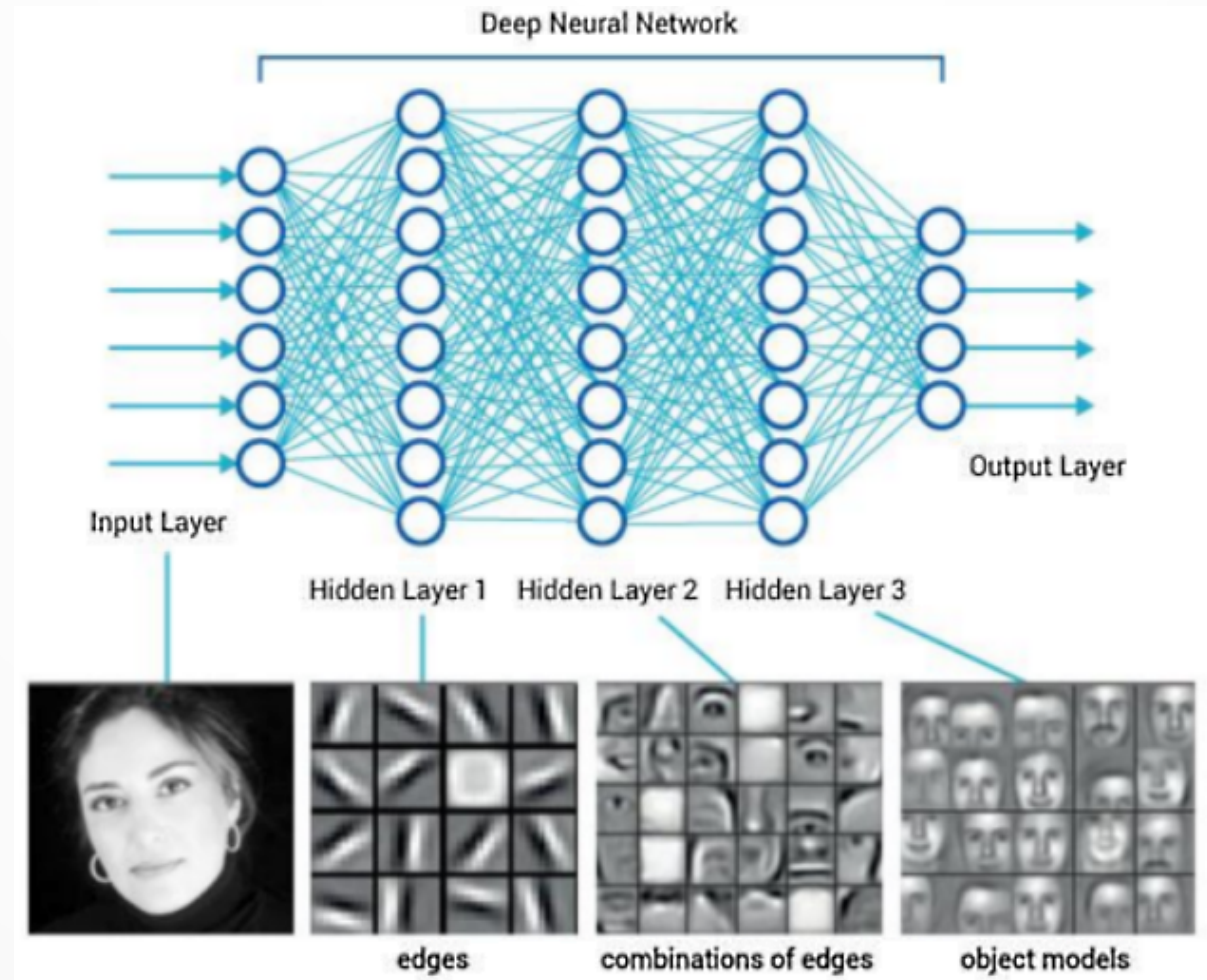 Deep Neural Network
Output Layer
Input Layer
Hidden Layer 1 Hidden Layer 2 Hidden Layer 3
edges combinations of edges object models